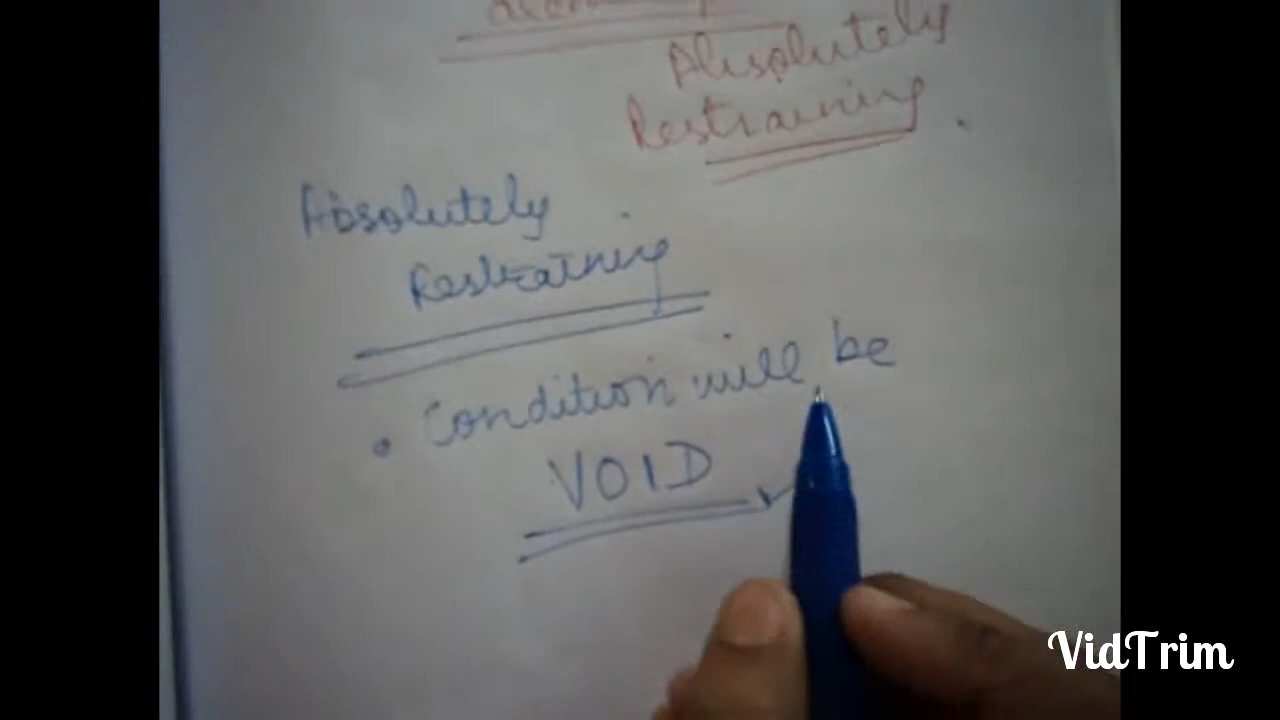 Absolutely
Restraining
Absolutely
Restraining
• Condition will be
VOID
VidTrim